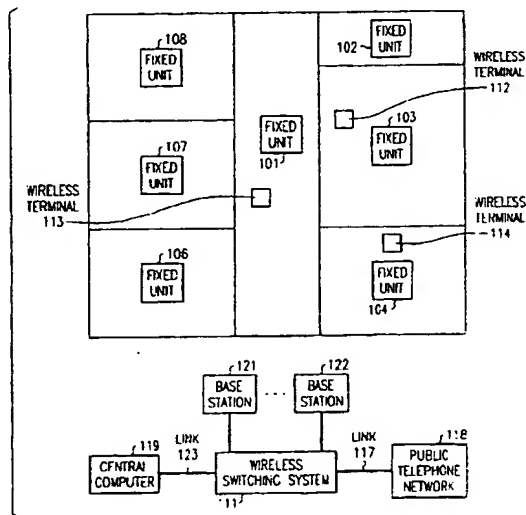 108
FIXED
UNIT
102
FIXED
UNIT
WIRELESS
TERMINAL
112
107
FIXED
UNIT
FIXED
UNIT
101
103
FIXED
UNIT
WIRELESS
TERMINAL
113
WIRELESS
TERMINAL
114
106
FIXED
UNIT
FIXED
UNIT
104
121
BASE
STATION
...
122
BASE
STATION
119
CENTRAL
COMPUTER
LINK
123
WIRELESS
SWITCHING SYSTEM
11
LINK
117
118
PUBLIC
TELEPHONE
NETWORK